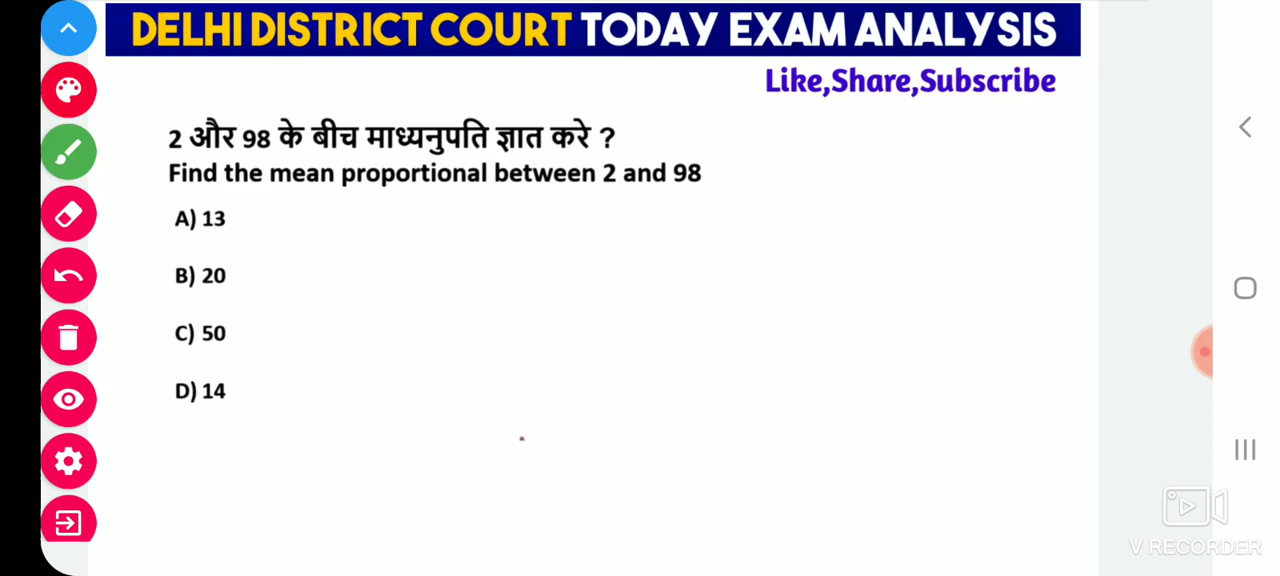 DELHI DISTRICT COURT TODAY EXAM ANALYSIS
Like,Share,Subscribe
2 और 98 के बीच माध्यनुपति ज्ञात करे ?
Find the mean proportional between 2 and 98
A) 13
B) 20
C) 50
D) 14
V RECORDER